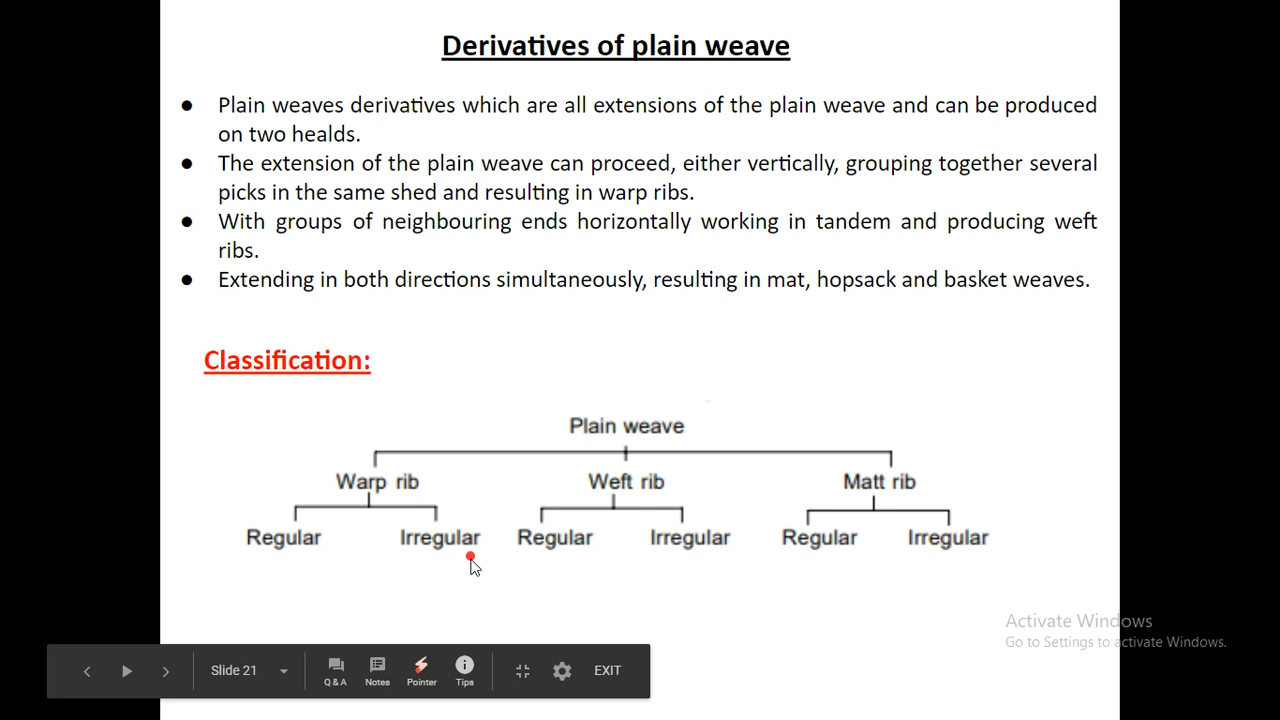 Derivatives of plain weave
● Plain weaves derivatives which are all extensions of the plain weave and can be produced
on two healds.
● The extension of the plain weave can proceed, either vertically, grouping together several
picks in the same shed and resulting in warp ribs.
● With groups of neighbouring ends horizontally working in tandem and producing weft
ribs.
● Extending in both directions simultaneously, resulting in mat, hopsack and basket weaves.
Classification:
Plain weave
Warp rib Weft rib Matt rib
Regular Irregular Regular Irregular Regular Irregular
Activate Windows
Go to Settings to activate Windows.
Slide 21 Q & A Notes Pointer Tips EXIT